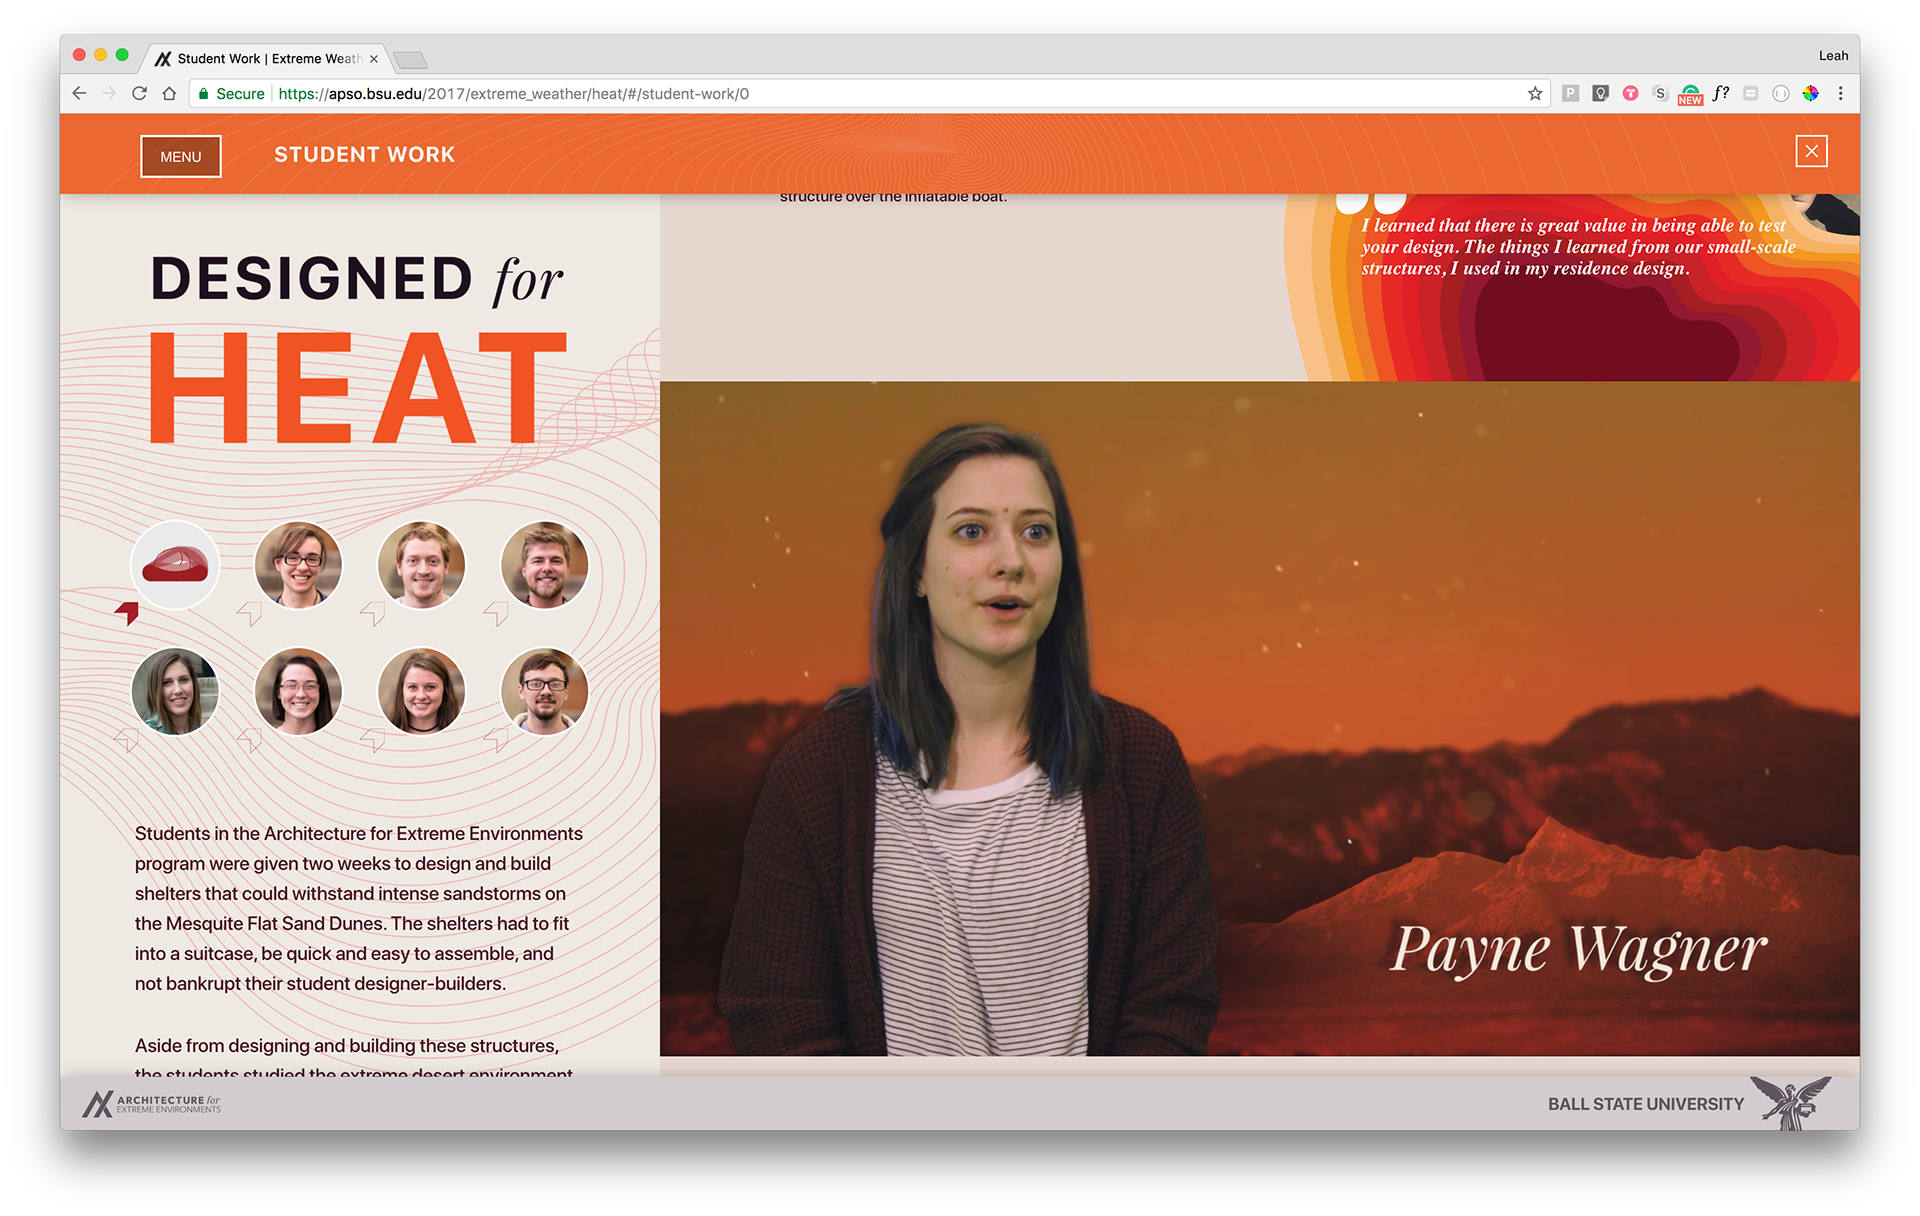 Student Work | Extreme Weath
Leah
Secure
https://apso.bsu.edu/2017/extreme_weather/heat/#/student-work/0
P
T
S
NEW
f?
MENU
STUDENT WORK
DESIGNED for
HEAT
Students in the Architecture for Extreme Environments
program were given two weeks to design and build
shelters that could withstand intense sandstorms on
the Mesquite Flat Sand Dunes. The shelters had to fit
into a suitcase, be quick and easy to assemble, and
not bankrupt their student designer-builders.
Aside from designing and building these structures,
the students studied the extreme desert environment
structure over the inflatable boat.
I learned that there is great value in being able to test
your design. The things I learned from our small-scale
structures, I used in my residence design.
Payne Wagner
ARCHITECTURE for
EXTREME ENVIRONMENTS
BALL STATE UNIVERSITY